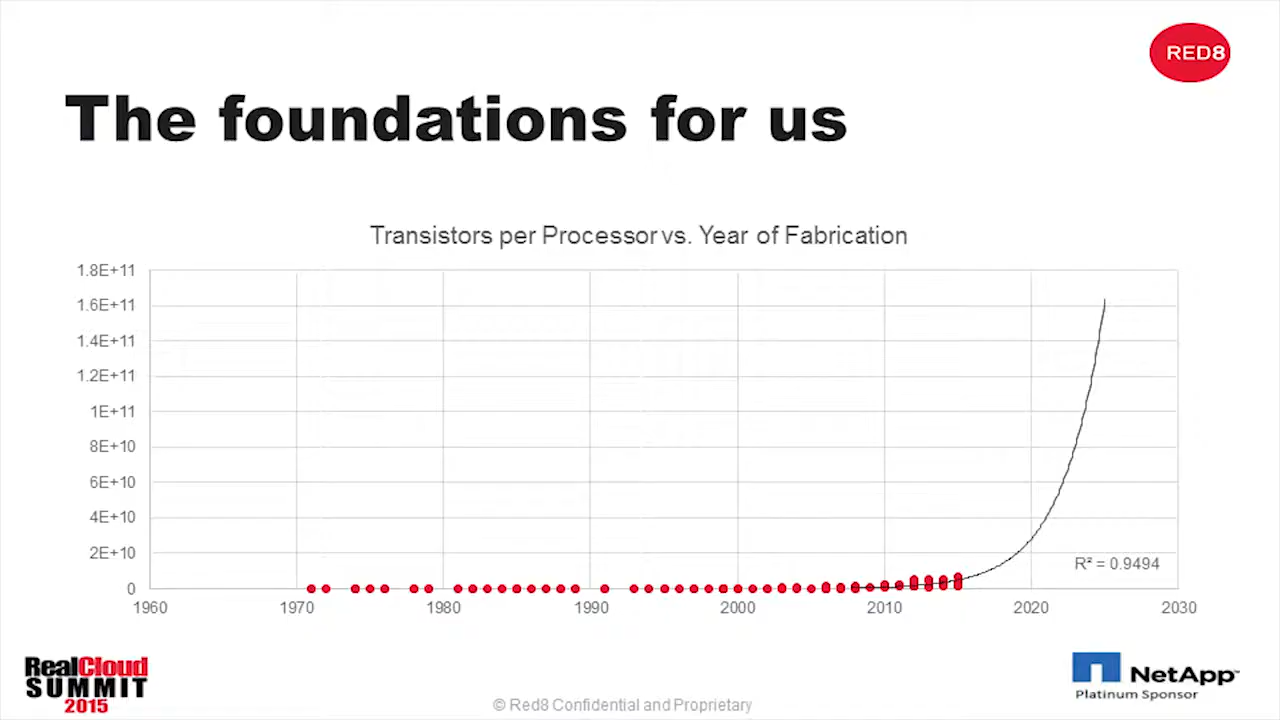 RED8
The foundations for us
Transistors per Processor vs. Year of Fabrication
1.8E+11
1.6E+11
1.4E+11
1.2E+11
1E+11
8E+10
6E+10
4E+10
2E+10
0
R² = 0.9494
1960 1970 1980 1990 2000 2010 2020 2030
RealCloud
SUMMIT
2015
© Red8 Confidential and Proprietary
NetApp™
Platinum Sponsor